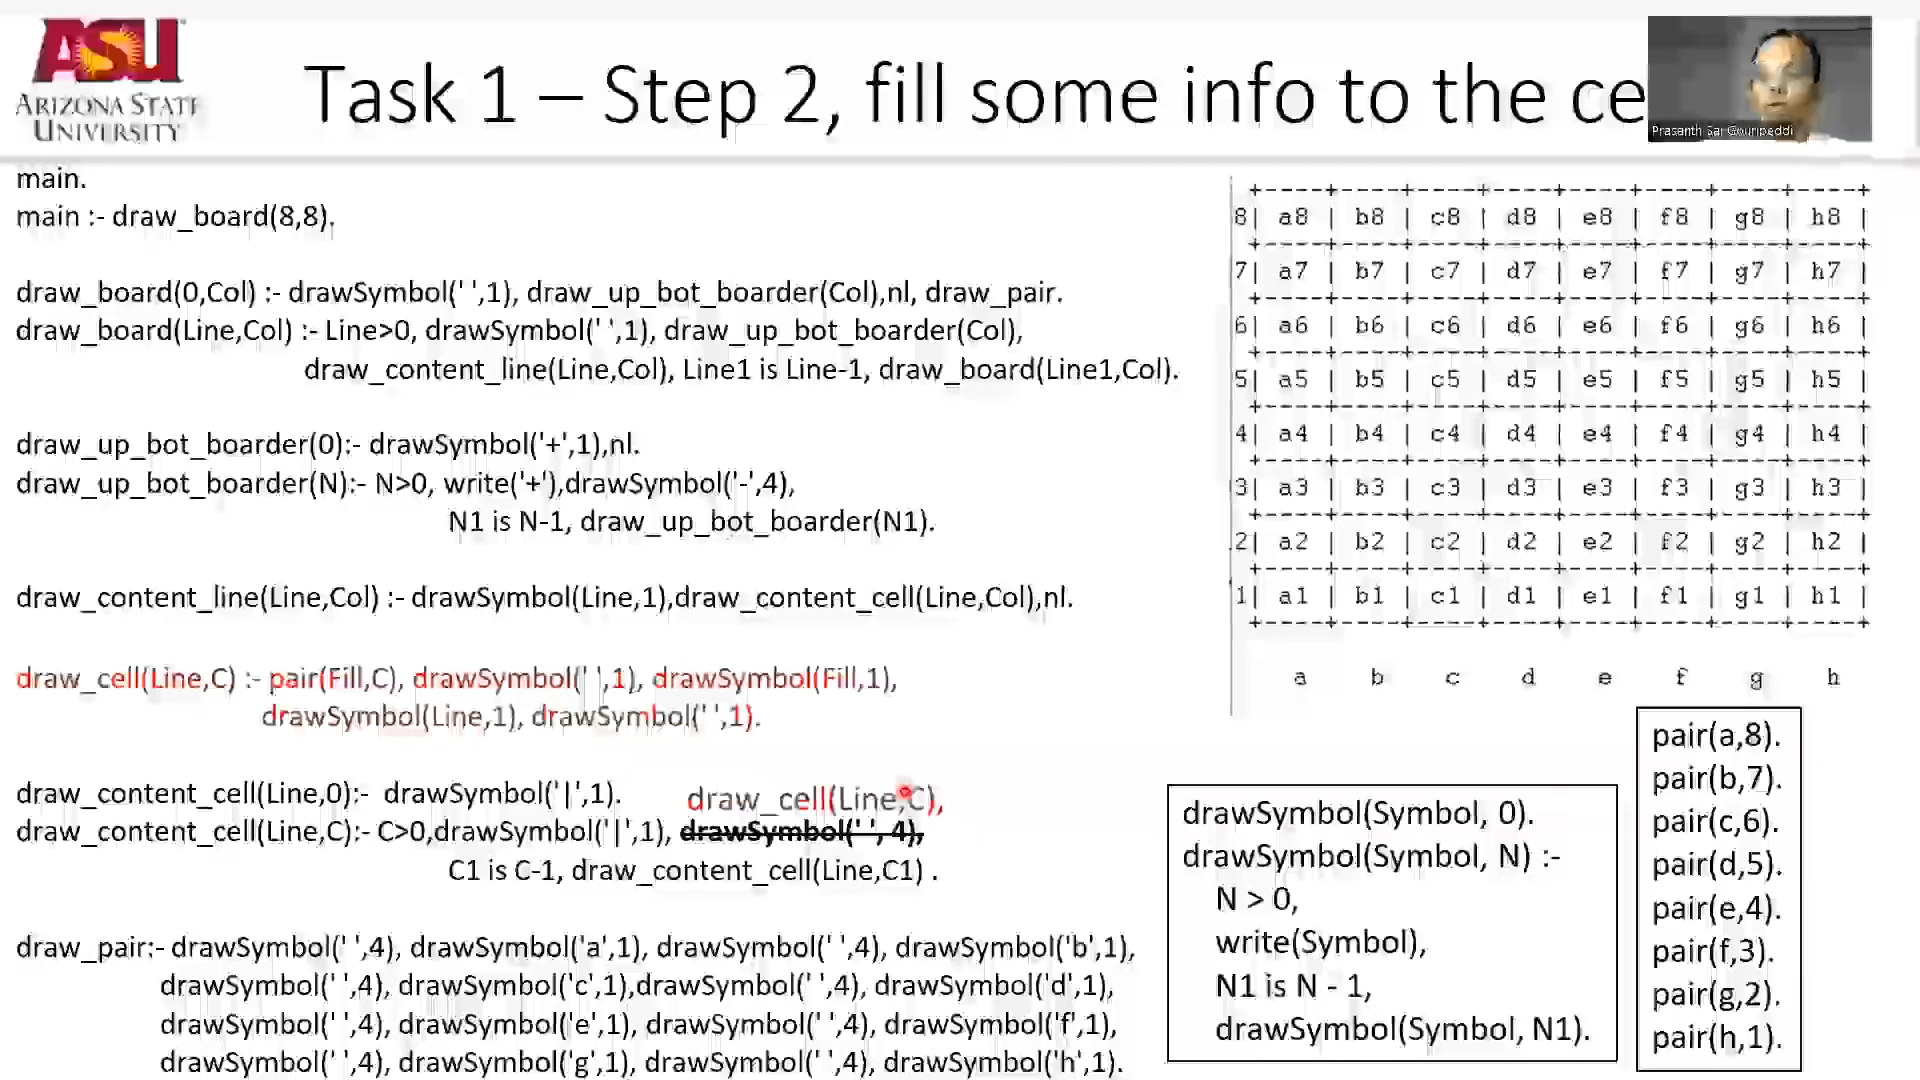 ASU
ARIZONA STATE
UNIVERSITY
Task 1 – Step 2, fill some info to the ce
Prasanth Sai Gouripeddi
main.
main :- draw_board(8,8).
draw_board(0,Col) :- drawSymbol(' ',1), draw_up_bot_boarder(Col),nl, draw_pair.
draw_board(Line,Col) :- Line>0, drawSymbol(' ',1), draw_up_bot_boarder(Col),
draw_content_line(Line,Col), Line1 is Line-1, draw_board(Line1,Col).
draw_up_bot_boarder(0):- drawSymbol('+',1),nl.
draw_up_bot_boarder(N):- N>0, write('+'),drawSymbol('-',4),
N1 is N-1, draw_up_bot_boarder(N1).
draw_content_line(Line,Col) :- drawSymbol(Line,1),draw_content_cell(Line,Col),nl.
draw_cell(Line,C) :- pair(Fill,C), drawSymbol(' ',1), drawSymbol(Fill,1),
drawSymbol(Line,1), drawSymbol(' ',1).
draw_content_cell(Line,0):- drawSymbol('|',1).
draw_cell(Line,C),
draw_content_cell(Line,C):- C>0,drawSymbol('|',1), drawSymbol(' ', 4),
C1 is C-1, draw_content_cell(Line,C1) .
draw_pair:- drawSymbol(' ',4), drawSymbol('a',1), drawSymbol(' ',4), drawSymbol('b',1),
drawSymbol(' ',4), drawSymbol('c',1),drawSymbol(' ',4), drawSymbol('d',1),
drawSymbol(' ',4), drawSymbol('e',1), drawSymbol(' ',4), drawSymbol('f',1),
drawSymbol(' ',4), drawSymbol('g',1), drawSymbol(' ',4), drawSymbol('h',1).
+----+----+----+----+----+----+----+----+
8| a8 | b8 | c8 | d8 | e8 | f8 | g8 | h8 |
+----+----+----+----+----+----+----+----+
7| a7 | b7 | c7 | d7 | e7 | f7 | g7 | h7 |
+----+----+----+----+----+----+----+----+
6| a6 | b6 | c6 | d6 | e6 | f6 | g6 | h6 |
+----+----+----+----+----+----+----+----+
5| a5 | b5 | c5 | d5 | e5 | f5 | g5 | h5 |
+----+----+----+----+----+----+----+----+
4| a4 | b4 | c4 | d4 | e4 | f4 | g4 | h4 |
+----+----+----+----+----+----+----+----+
3| a3 | b3 | c3 | d3 | e3 | f3 | g3 | h3 |
+----+----+----+----+----+----+----+----+
2| a2 | b2 | c2 | d2 | e2 | f2 | g2 | h2 |
+----+----+----+----+----+----+----+----+
1| a1 | b1 | c1 | d1 | e1 | f1 | g1 | h1 |
+----+----+----+----+----+----+----+----+
a b c d e f g h
drawSymbol(Symbol, 0).
drawSymbol(Symbol, N) :-
N > 0,
write(Symbol),
N1 is N - 1,
drawSymbol(Symbol, N1).
pair(a,8).
pair(b,7).
pair(c,6).
pair(d,5).
pair(e,4).
pair(f,3).
pair(g,2).
pair(h,1).